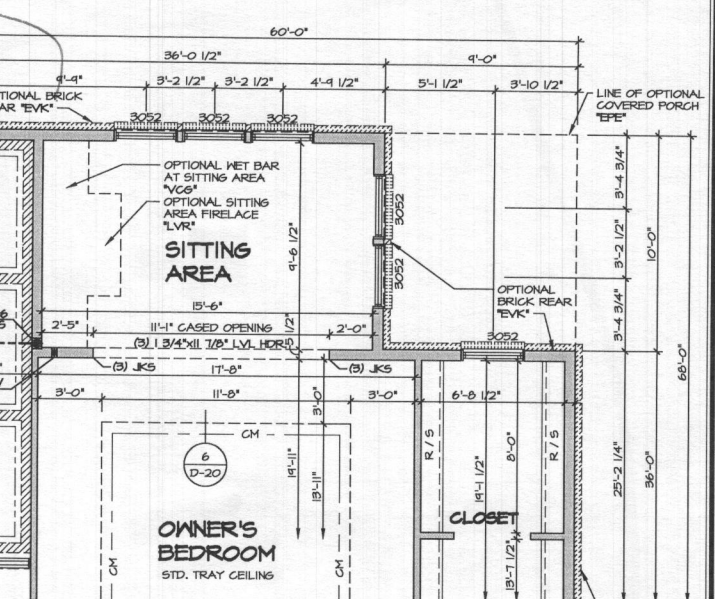 60'-0"
36'-0 1/2"
9'-0"
9'-9"
3'-2 1/2"
3'-2 1/2"
4'-9 1/2"
5'-1 1/2"
3'-10 1/2"
BRICK
"EVK"
3052
3052
3052
LINE OF OPTIONAL
COVERED PORCH
"EPE"
OPTIONAL WET BAR
AT SITTING AREA
"VCG"
OPTIONAL SITTING
AREA FIRELACE
"LVR"
SITTING
AREA
9'-6 1/2"
3052
3052
3'-4 3/4"
3'-2 1/2"
3'-4 3/4"
10'-0"
68'-0"
OPTIONAL
BRICK REAR
"EVK"
3052
15'-6"
2'-5"
11'-1" CASED OPENING
2'-0"
(3) 1 3/4"x11 7/8" LVL HDR
5 1/2"
(3) JKS
(3) JKS
17'-8"
3'-0"
11'-8"
3'-0"
6'-8 1/2"
3'-0"
CM
6
D-20
R / S
R / S
8'-0"
19'-11"
13'-11"
19'-1 1/2"
25'-2 1/4"
36'-0"
CLOSET
OWNER'S
BEDROOM
STD. TRAY CEILING
CM
CM
13'-7 1/2"